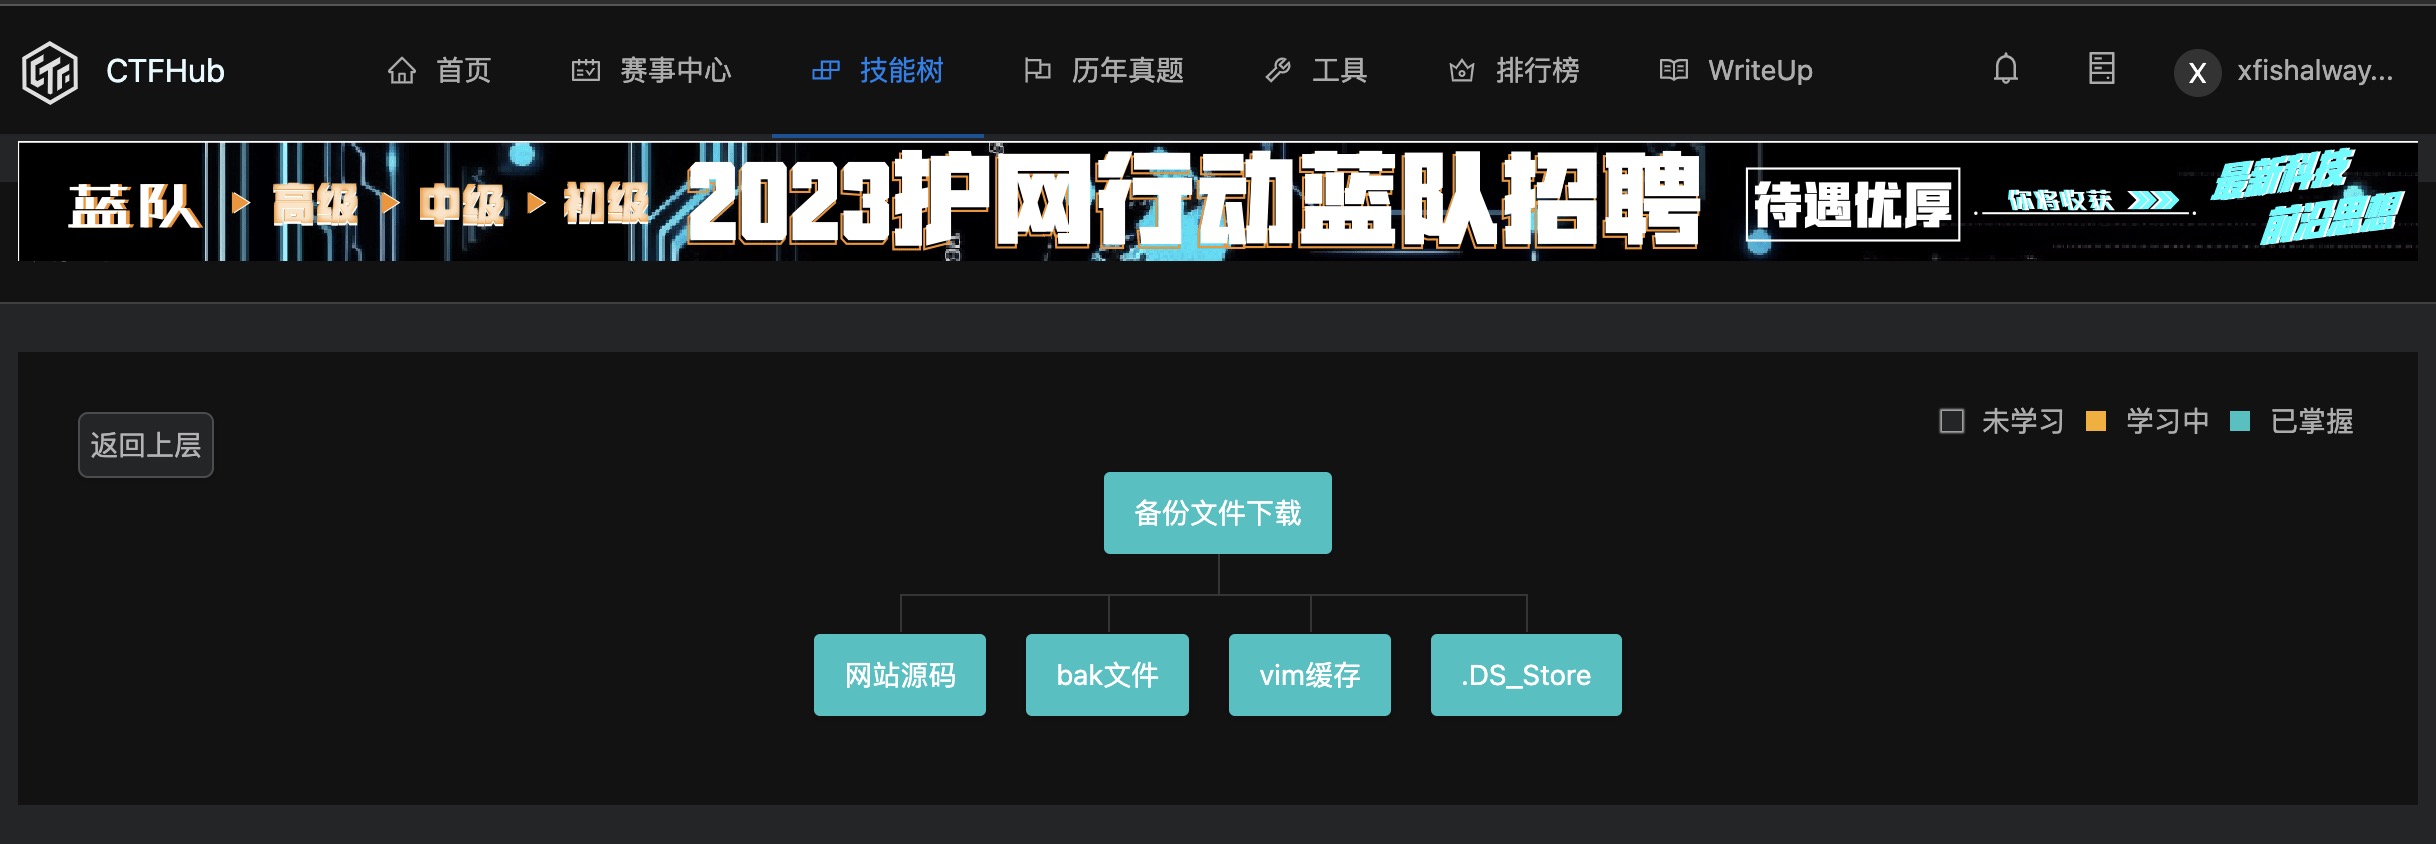 CTFHub 首页 赛事中心 技能树 历年真题 工具 排行榜 WriteUp X xfishalway...
蓝队 高级 中级 初级 2023护网行动蓝队招聘 待遇优厚 你将收获 最新科技
前沿思想
返回上层
未学习 学习中 已掌握
备份文件下载
网站源码 bak文件 vim缓存 .DS_Store